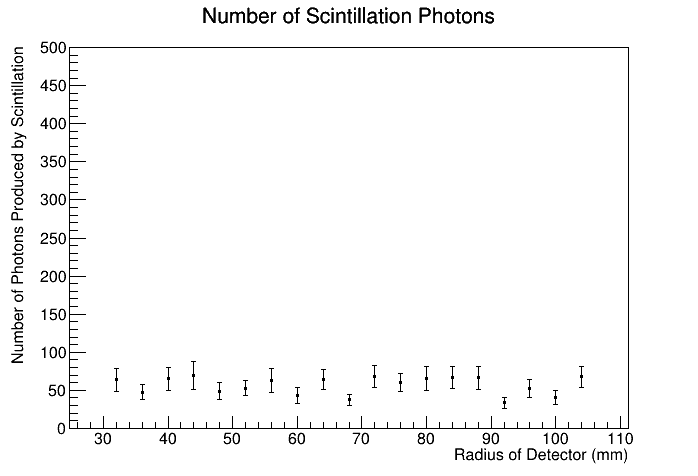 Number of Scintillation Photons
Number of Photons Produced by Scintillation
500
450
400
350
300
250
200
150
100
50
0
30 40 50 60 70 80 90 100 110
Radius of Detector (mm)